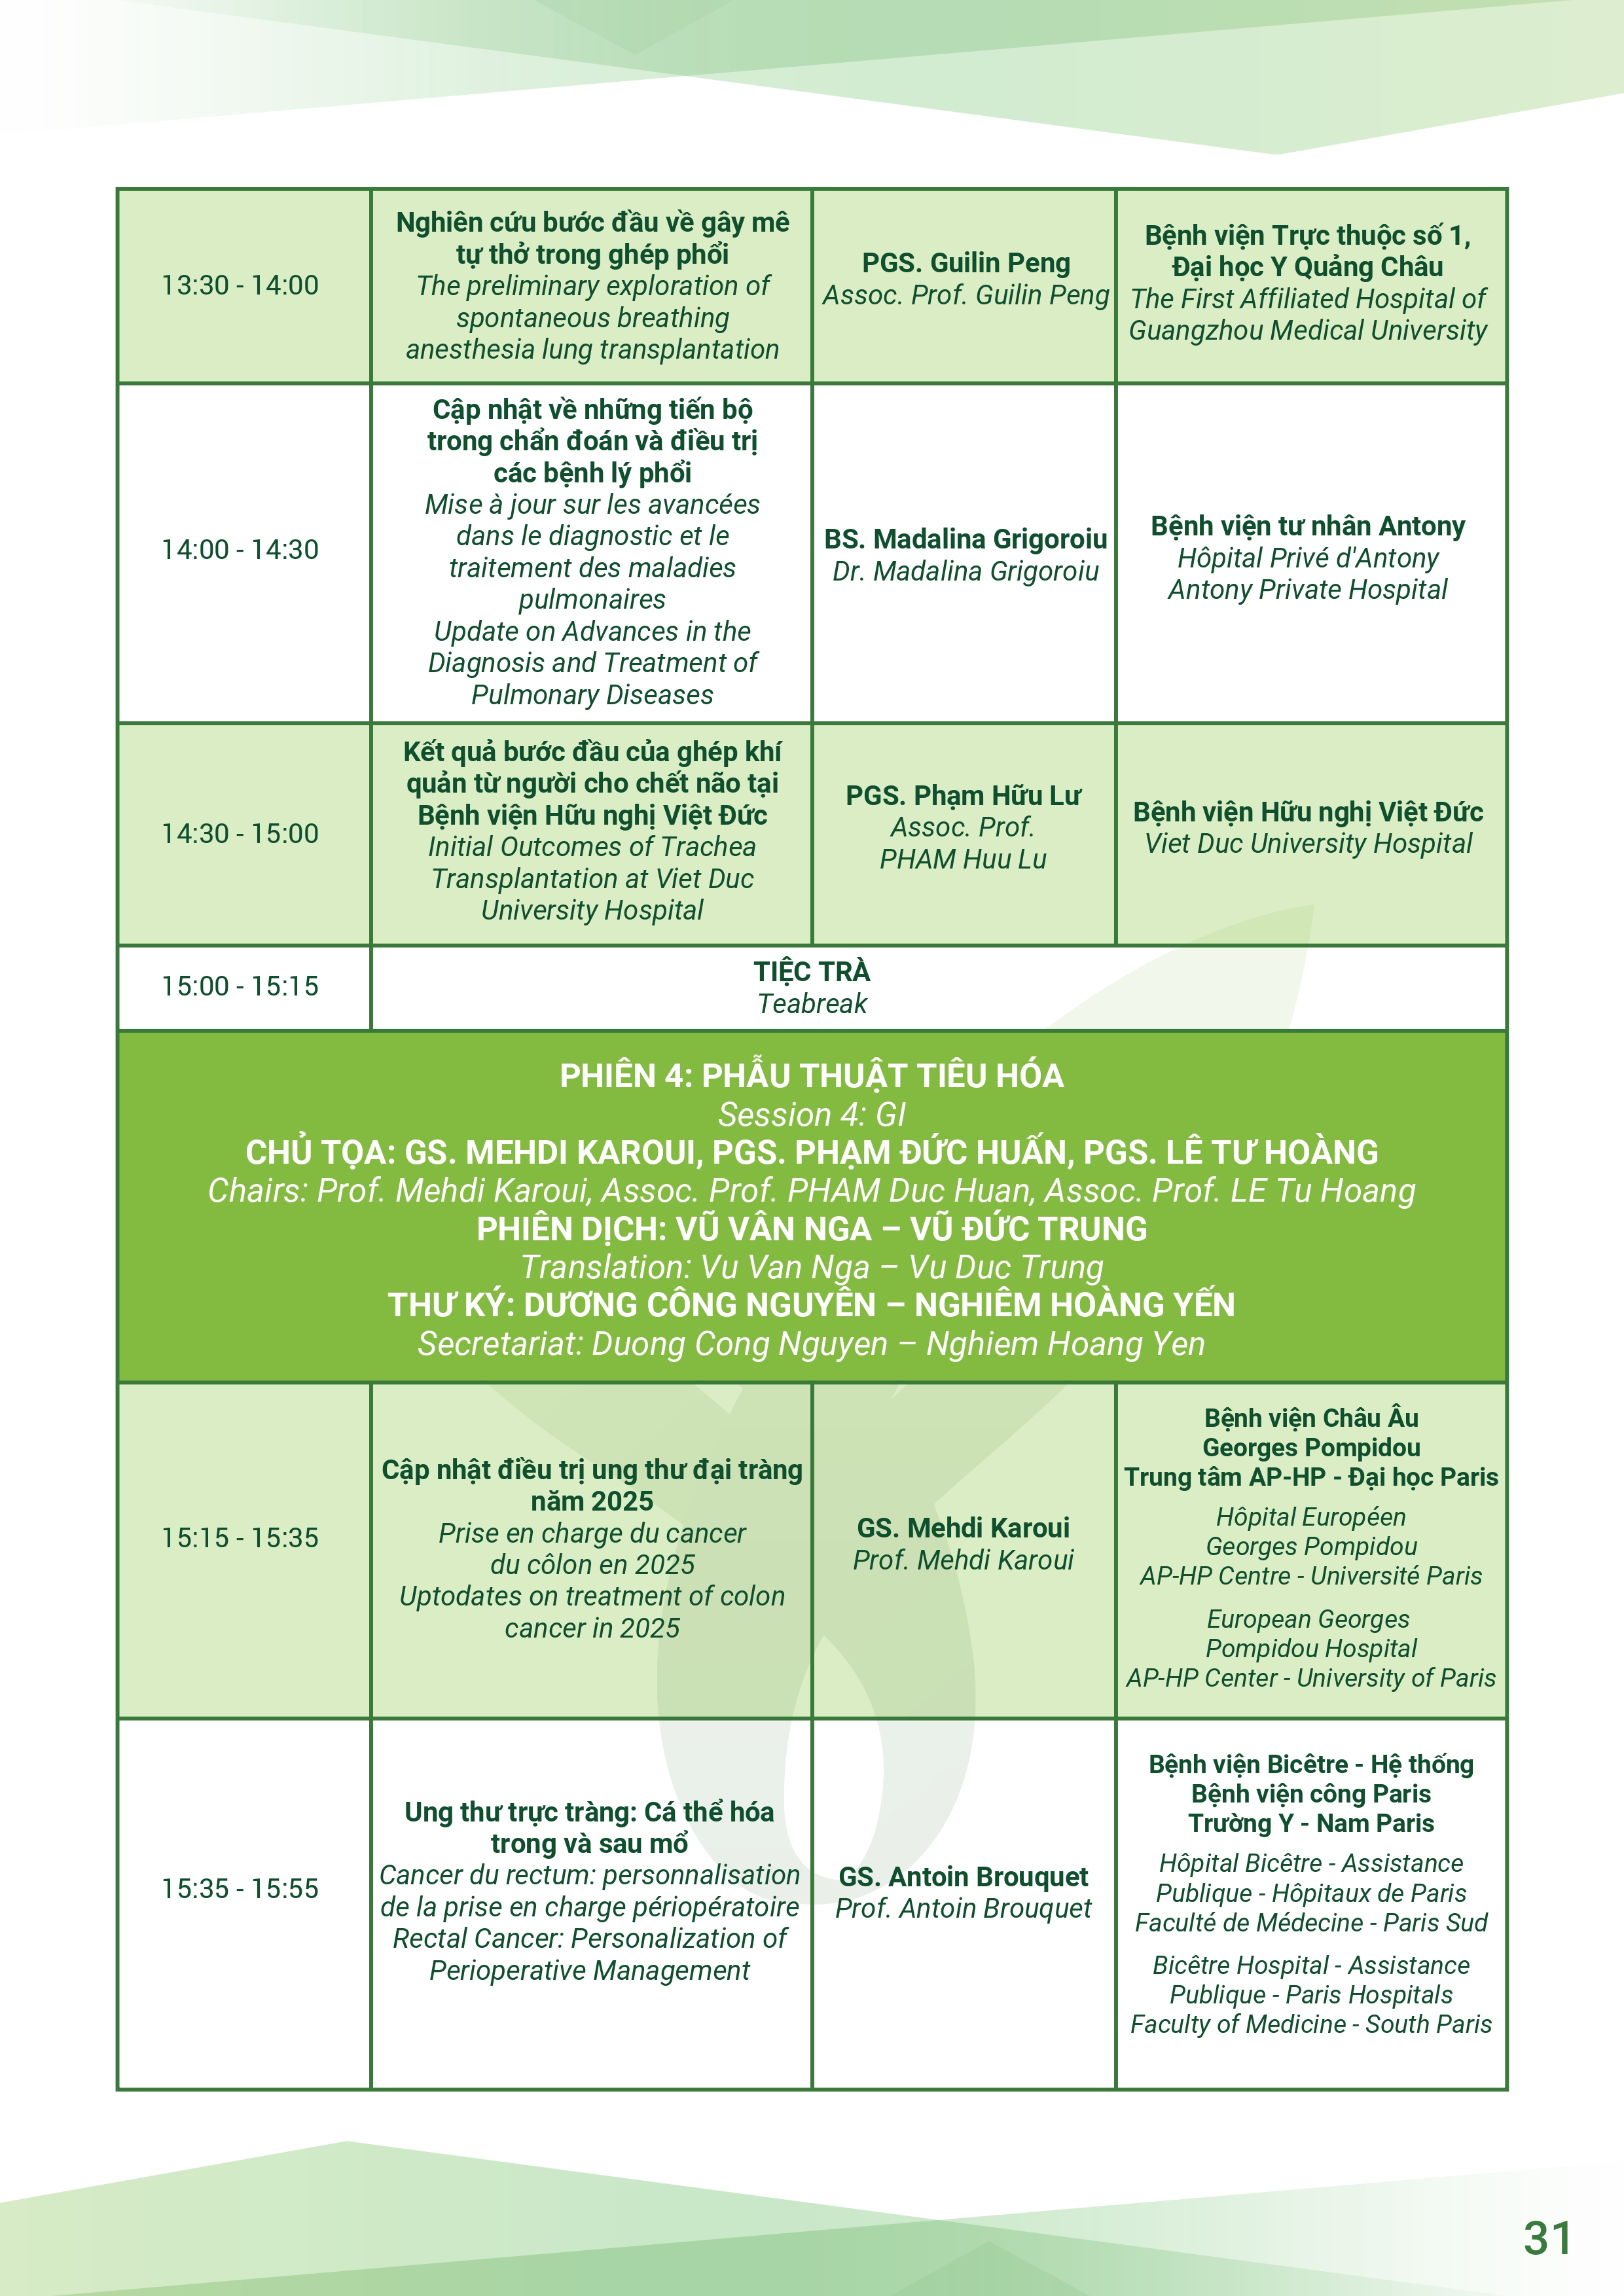 13:30 - 14:00
Nghiên cứu bước đầu về gây mê
tự thở trong ghép phổi
The preliminary exploration of
spontaneous breathing
anesthesia lung transplantation
PGS. Guilin Peng
Assoc. Prof. Guilin Peng
Bệnh viện Trực thuộc số 1,
Đại học Y Quảng Châu
The First Affiliated Hospital of
Guangzhou Medical University
14:00 - 14:30
Cập nhật về những tiến bộ
trong chẩn đoán và điều trị
các bệnh lý phổi
Mise à jour sur les avancées
dans le diagnostic et le
traitement des maladies
pulmonaires
Update on Advances in the
Diagnosis and Treatment of
Pulmonary Diseases
BS. Madalina Grigoroiu
Dr. Madalina Grigoroiu
Bệnh viện tư nhân Antony
Hôpital Privé d'Antony
Antony Private Hospital
14:30 - 15:00
Kết quả bước đầu của ghép khí
quản từ người cho chết não tại
Bệnh viện Hữu nghị Việt Đức
Initial Outcomes of Trachea
Transplantation at Viet Duc
University Hospital
PGS. Phạm Hữu Lư
Assoc. Prof.
PHAM Huu Lu
Bệnh viện Hữu nghị Việt Đức
Viet Duc University Hospital
15:00 - 15:15
TIỆC TRÀ
Teabreak
PHIÊN 4: PHẪU THUẬT TIÊU HÓA
Session 4: GI
CHỦ TỌA: GS. MEHDI KAROUI, PGS. PHẠM ĐỨC HUẤN, PGS. LÊ TƯ HOÀNG
Chairs: Prof. Mehdi Karoui, Assoc. Prof. PHAM Duc Huan, Assoc. Prof. LE Tu Hoang
PHIÊN DỊCH: VŨ VÂN NGA – VŨ ĐỨC TRUNG
Translation: Vu Van Nga – Vu Duc Trung
THƯ KÝ: DƯƠNG CÔNG NGUYÊN – NGHIÊM HOÀNG YẾN
Secretariat: Duong Cong Nguyen – Nghiem Hoang Yen
15:15 - 15:35
Cập nhật điều trị ung thư đại tràng
năm 2025
Prise en charge du cancer
du côlon en 2025
Uptodates on treatment of colon
cancer in 2025
GS. Mehdi Karoui
Prof. Mehdi Karoui
Bệnh viện Châu Âu
Georges Pompidou
Trung tâm AP-HP - Đại học Paris
Hôpital Européen
Georges Pompidou
AP-HP Centre - Université Paris
European Georges
Pompidou Hospital
AP-HP Center - University of Paris
15:35 - 15:55
Ung thư trực tràng: Cá thể hóa
trong và sau mổ
Cancer du rectum: personnalisation
de la prise en charge périopératoire
Rectal Cancer: Personalization of
Perioperative Management
GS. Antoin Brouquet
Prof. Antoin Brouquet
Bệnh viện Bicêtre - Hệ thống
Bệnh viện công Paris
Trường Y - Nam Paris
Hôpital Bicêtre - Assistance
Publique - Hôpitaux de Paris
Faculté de Médecine - Paris Sud
Bicêtre Hospital - Assistance
Publique - Paris Hospitals
Faculty of Medicine - South Paris
31